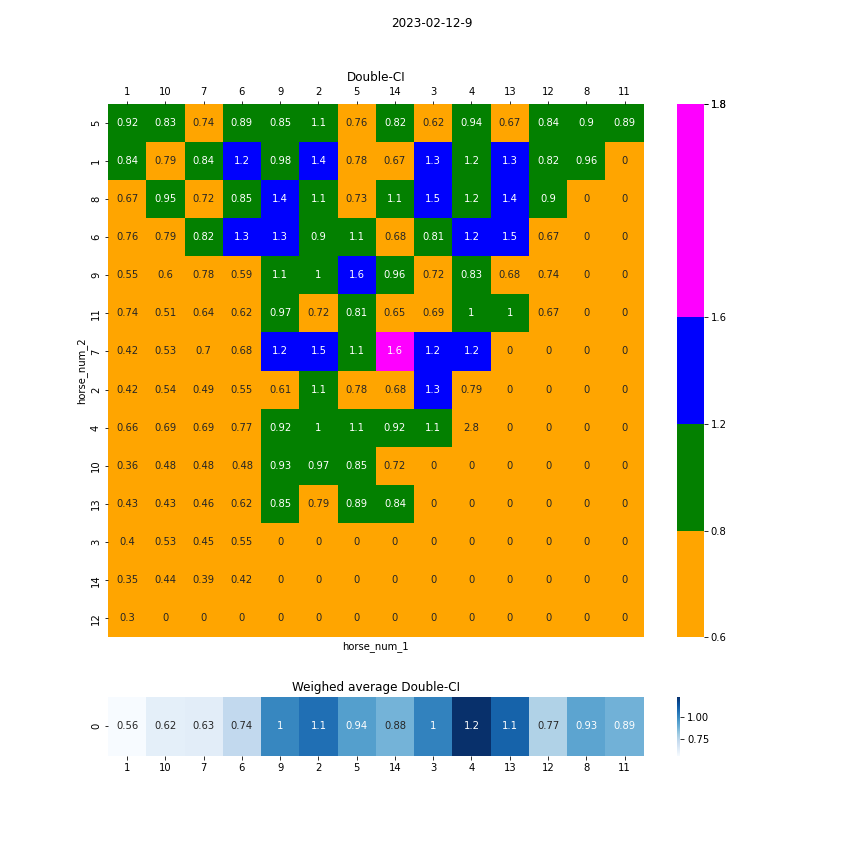 2023-02-12-9
Double-CI
1 10 7 6 9 2 5 14 3 4 13 12 8 11
5 0.92 0.83 0.74 0.89 0.85 1.1 0.76 0.82 0.62 0.94 0.67 0.84 0.9 0.89
1 0.84 0.79 0.84 1.2 0.98 1.4 0.78 0.67 1.3 1.2 1.3 0.82 0.96 0
8 0.67 0.95 0.72 0.85 1.4 1.1 0.73 1.1 1.5 1.2 1.4 0.9 0 0
6 0.76 0.79 0.82 1.3 1.3 0.9 1.1 0.68 0.81 1.2 1.5 0.67 0 0
9 0.55 0.6 0.78 0.59 1.1 1 1.6 0.96 0.72 0.83 0.68 0.74 0 0
11 0.74 0.51 0.64 0.62 0.97 0.72 0.81 0.65 0.69 1 1 0.67 0 0
7 0.42 0.53 0.7 0.68 1.2 1.5 1.1 1.6 1.2 1.2 0 0 0 0
2 0.42 0.54 0.49 0.55 0.61 1.1 0.78 0.68 1.3 0.79 0 0 0 0
4 0.66 0.69 0.69 0.77 0.92 1 1.1 0.92 1.1 2.8 0 0 0 0
10 0.36 0.48 0.48 0.48 0.93 0.97 0.85 0.72 0 0 0 0 0 0
13 0.43 0.43 0.46 0.62 0.85 0.79 0.89 0.84 0 0 0 0 0 0
3 0.4 0.53 0.45 0.55 0 0 0 0 0 0 0 0 0 0
14 0.35 0.44 0.39 0.42 0 0 0 0 0 0 0 0 0 0
12 0.3 0 0 0 0 0 0 0 0 0 0 0 0 0
horse_num_2
horse_num_1
1.8
1.6
1.2
0.8
0.6
Weighed average Double-CI
0 0.56 0.62 0.63 0.74 1 1.1 0.94 0.88 1 1.2 1.1 0.77 0.93 0.89
1 10 7 6 9 2 5 14 3 4 13 12 8 11
1.00
0.75